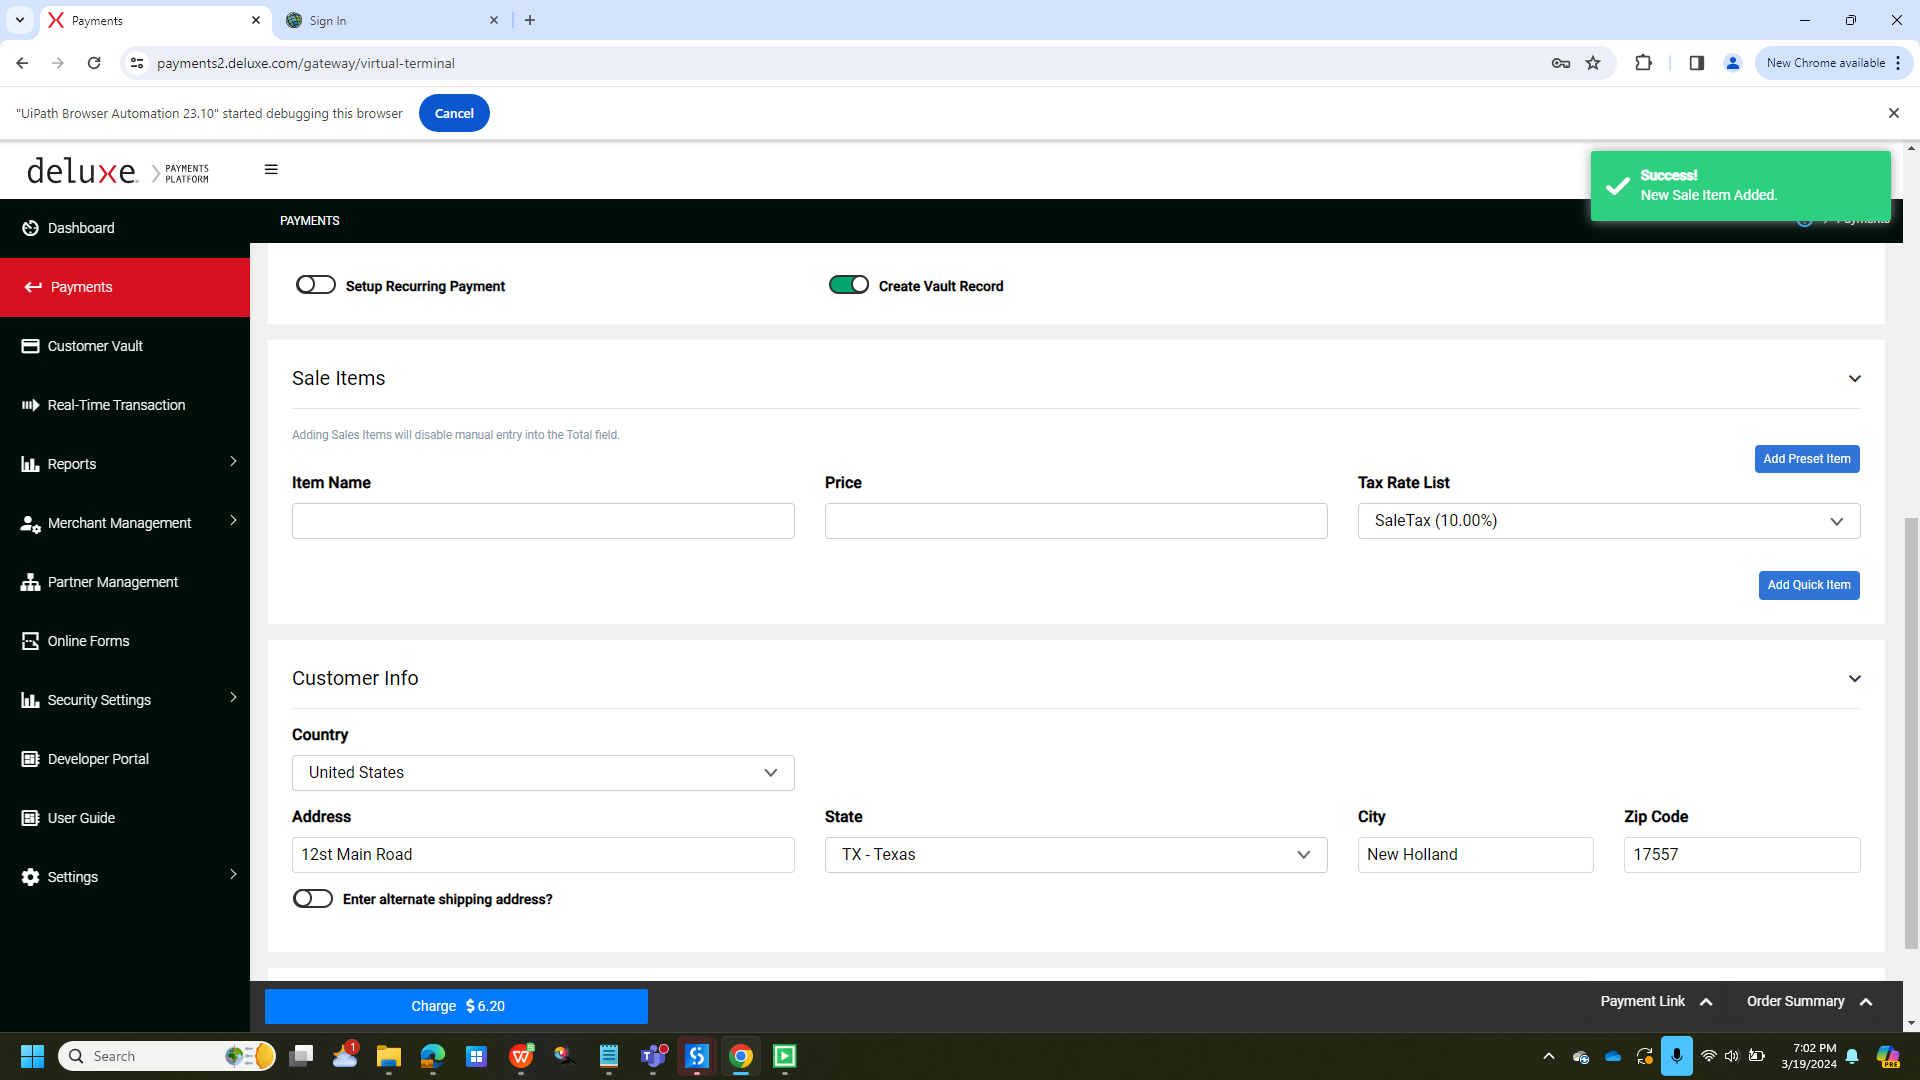 Payments
Sign In
payments2.deluxe.com/gateway/virtual-terminal
New Chrome available
"UiPath Browser Automation 23.10" started debugging this browser
Cancel
deluxe.
PAYMENTS
PLATFORM
Success!
New Sale Item Added.
PAYMENTS
Payments
Dashboard
Payments
Customer Vault
Real-Time Transaction
Reports
Merchant Management
Partner Management
Online Forms
Security Settings
Developer Portal
User Guide
Settings
Setup Recurring Payment
Create Vault Record
Sale Items
Adding Sales Items will disable manual entry into the Total field.
Add Preset Item
Item Name
Price
Tax Rate List
SaleTax (10.00%)
Add Quick Item
Customer Info
Country
United States
Address
State
City
Zip Code
12st Main Road
TX - Texas
New Holland
17557
Enter alternate shipping address?
Charge $ 6.20
Payment Link
Order Summary
Search
1
7:02 PM
3/19/2024
PRE